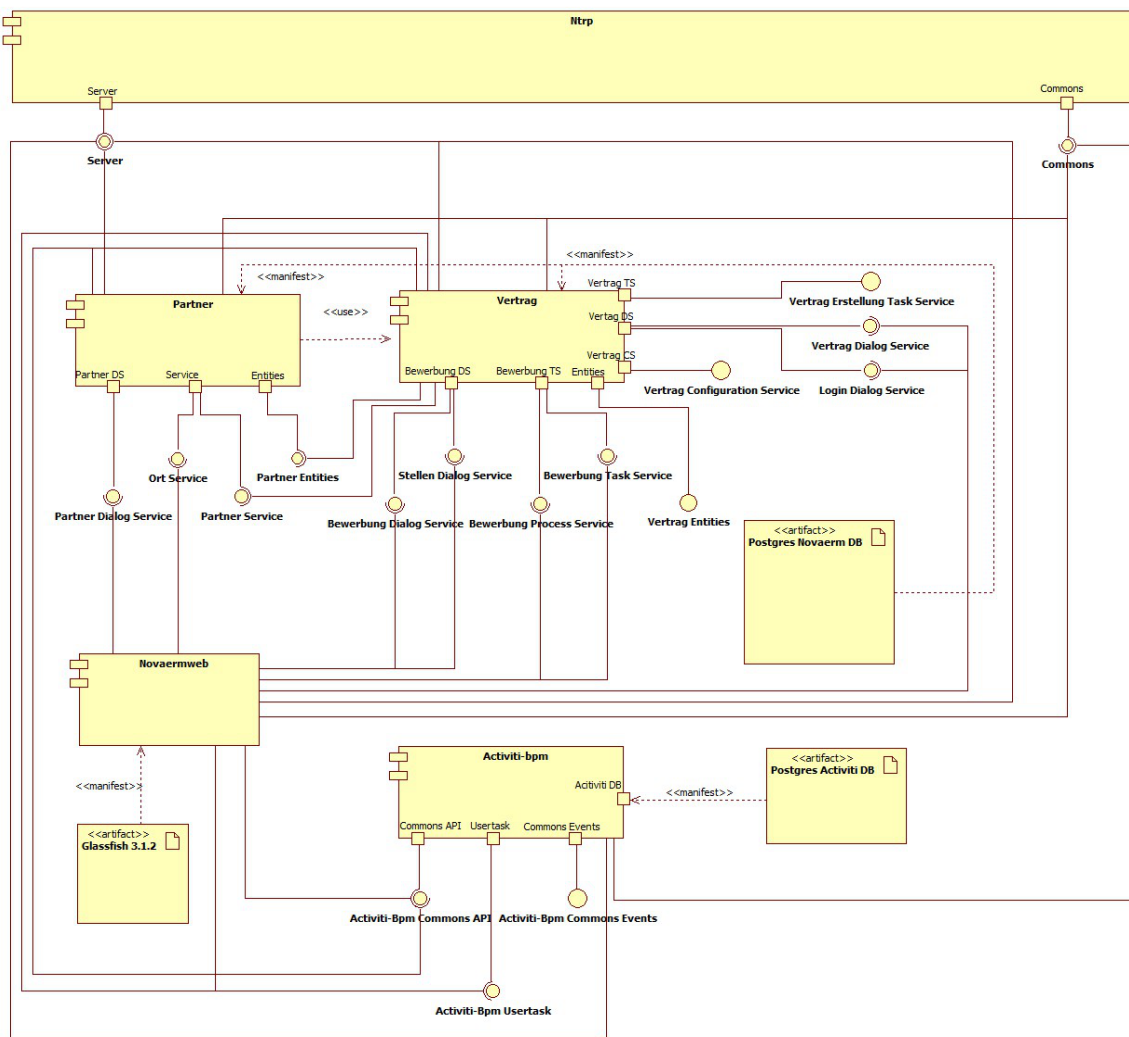 Ntrp
Server
Commons
Server
Commons
<<manifest>>
<<manifest>>
Partner
<<use>>
Vertrag
Vertrag TS
Vertrag Erstellung Task Service
Vertag DS
Vertrag Dialog Service
Vertrag CS
Vertrag Configuration Service
Login Dialog Service
Partner DS
Service
Entities
Bewerbung DS
Bewerbung TS
Entities
Ort Service
Partner Entities
Stellen Dialog Service
Bewerbung Task Service
Partner Dialog Service
Partner Service
Bewerbung Dialog Service
Bewerbung Process Service
Vertrag Entities
<<artifact>>
Postgres Novaerm DB
Novaermweb
<<manifest>>
<<artifact>>
Glassfish 3.1.2
Activiti-bpm
Acitiviti DB
<<manifest>>
<<artifact>>
Postgres Activiti DB
Commons API
Usertask
Commons Events
Activiti-Bpm Commons API
Activiti-Bpm Commons Events
Activiti-Bpm Usertask